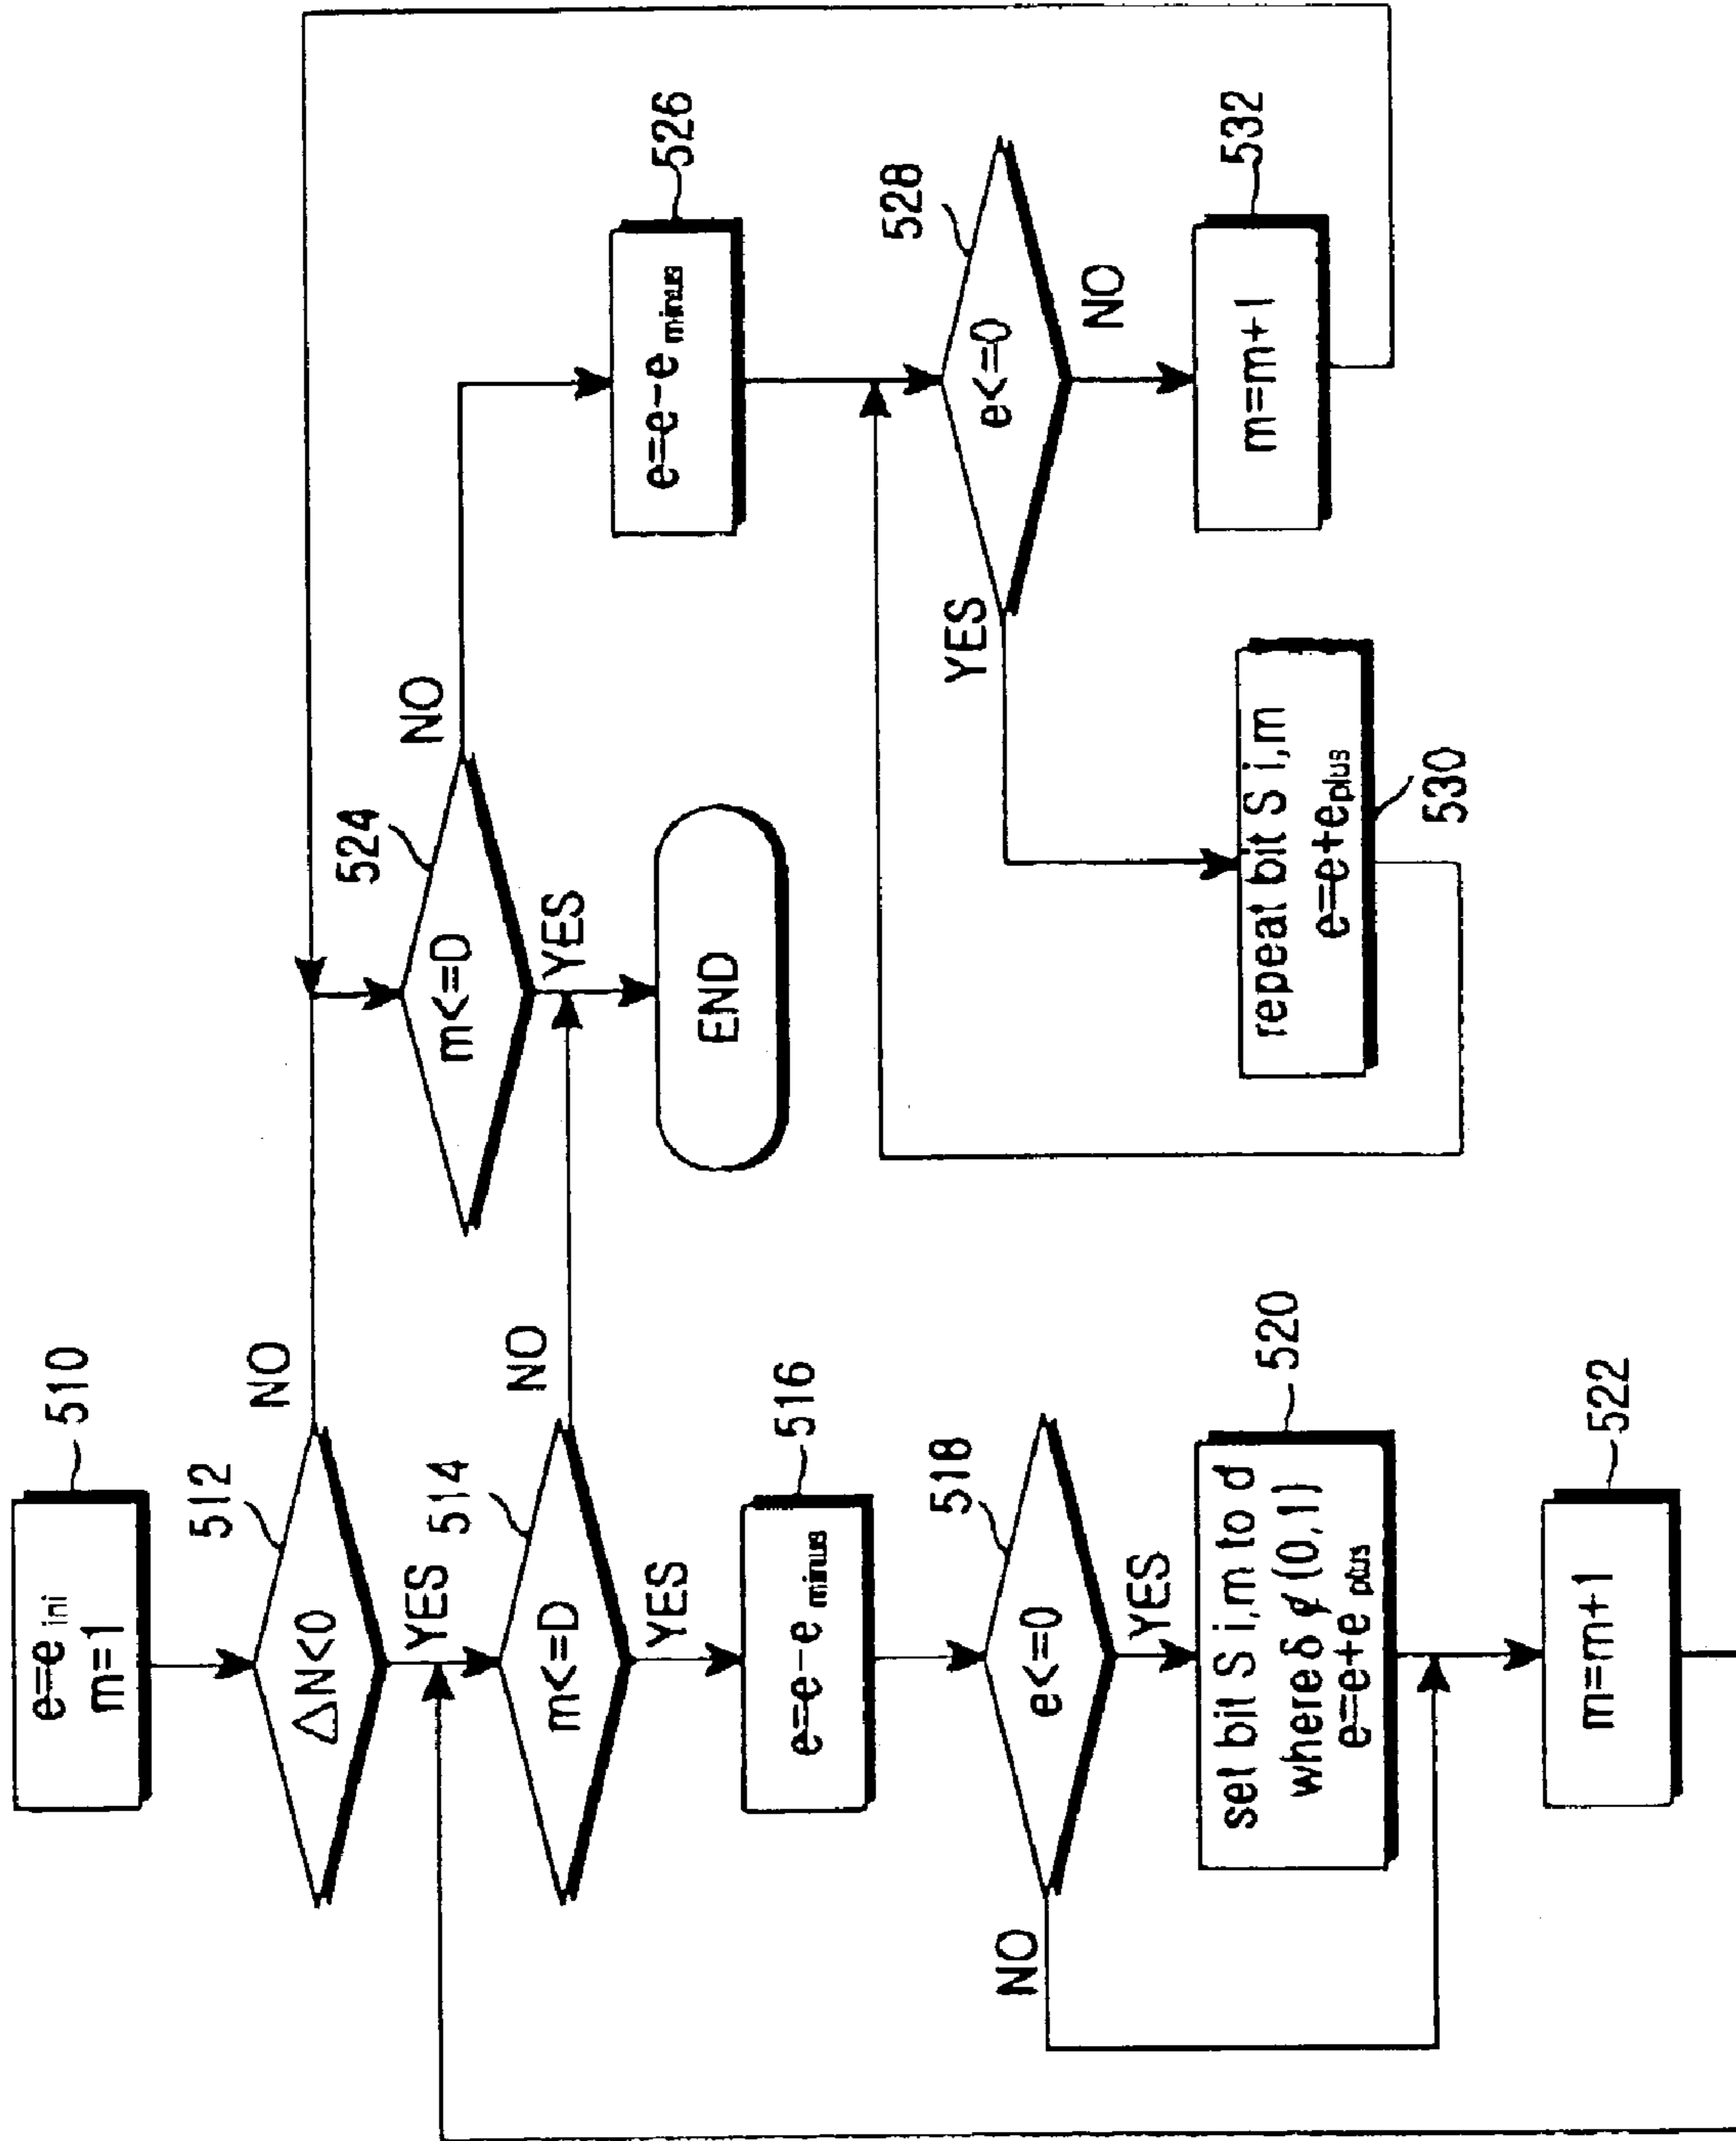 e=e ini
m=1
510
ΔN<0
512
NO
YES
m<=D
514
NO
YES
e=e-e minus
516
e<=0
518
NO
YES
sel bit S i,m to d
where δ ∉ (0,1)
e=e+e plus
520
m=m+1
522
m<=D
524
NO
YES
END
e=e-e minus
526
e<=0
528
YES
NO
repeat bit S i,m
e=e+e plus
530
m=m+1
532